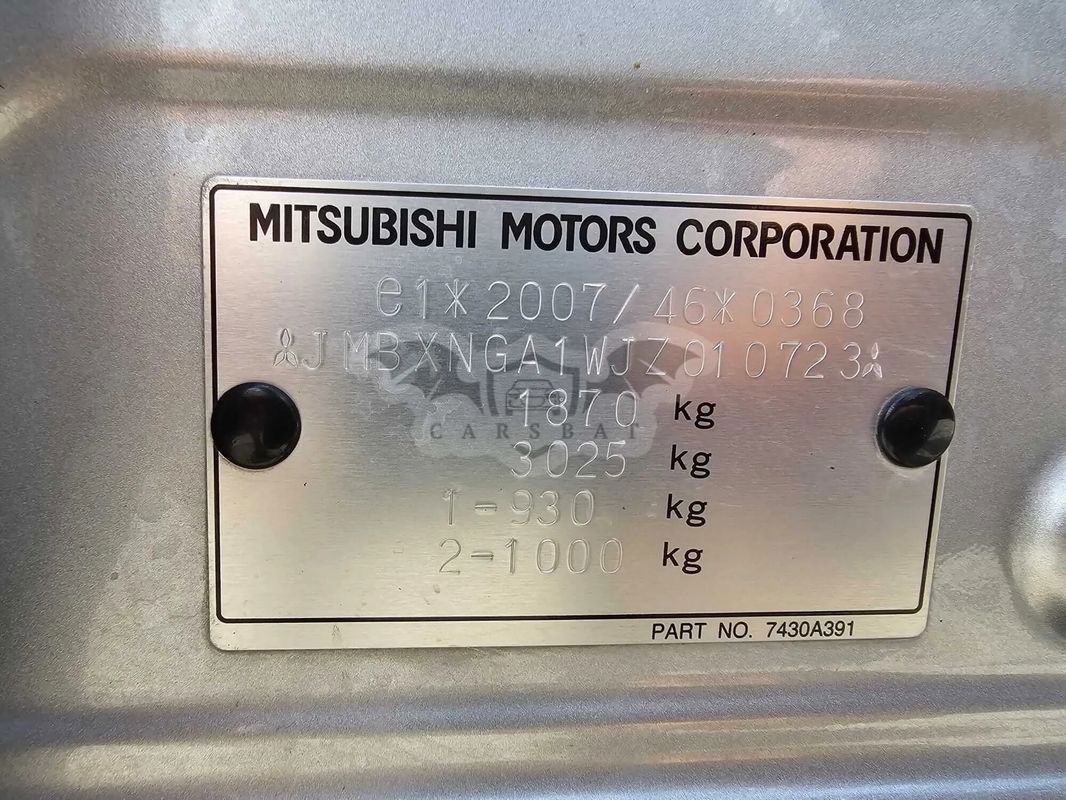 MITSUBISHI MOTORS CORPORATION
e1*2007/46*0368
JMBXNGA1WJZ010723
1870 kg
CARSBAT
3025 kg
1-930 kg
2-1000 kg
PART NO. 7430A391